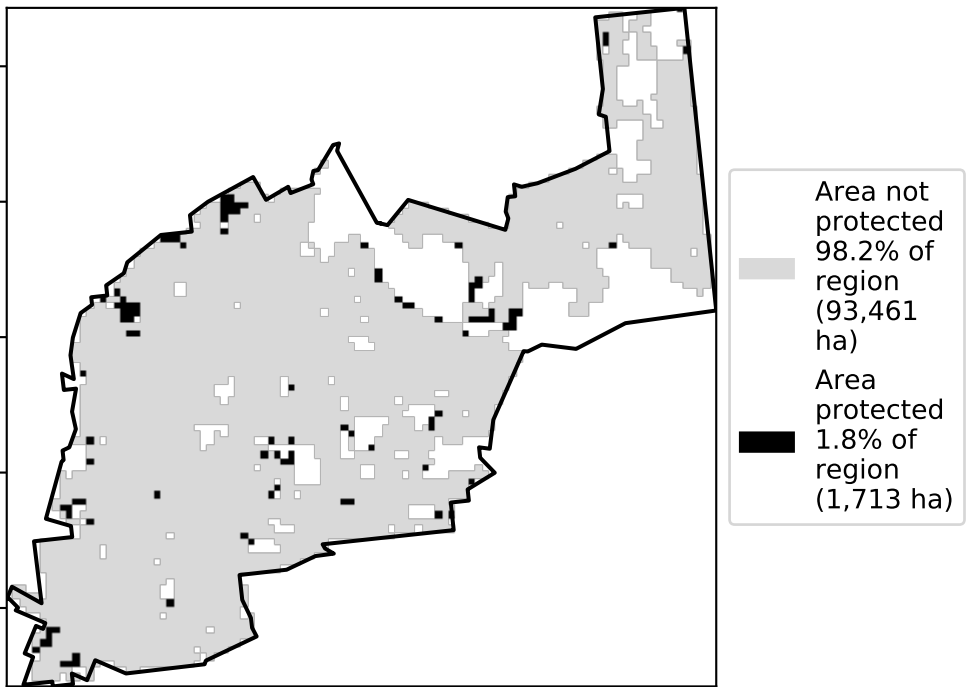 Area not
protected
98.2% of
region
(93,461
ha)
Area
protected
1.8% of
region
(1,713 ha)